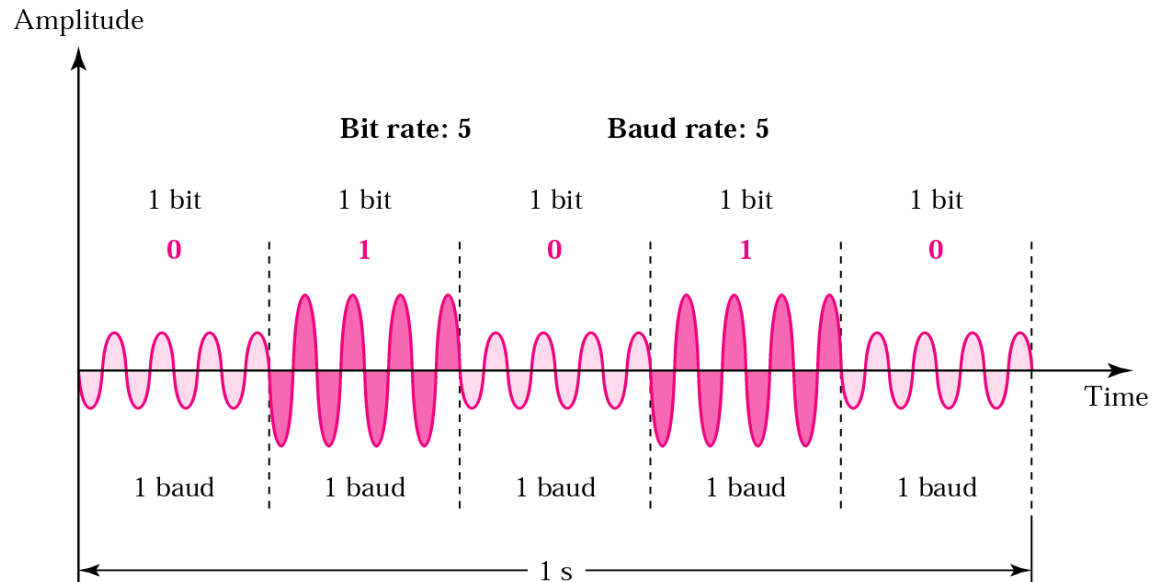 Amplitude
Bit rate: 5 Baud rate: 5
1 bit 1 bit 1 bit 1 bit 1 bit
0 1 0 1 0
Time
1 baud 1 baud 1 baud 1 baud 1 baud
1 s